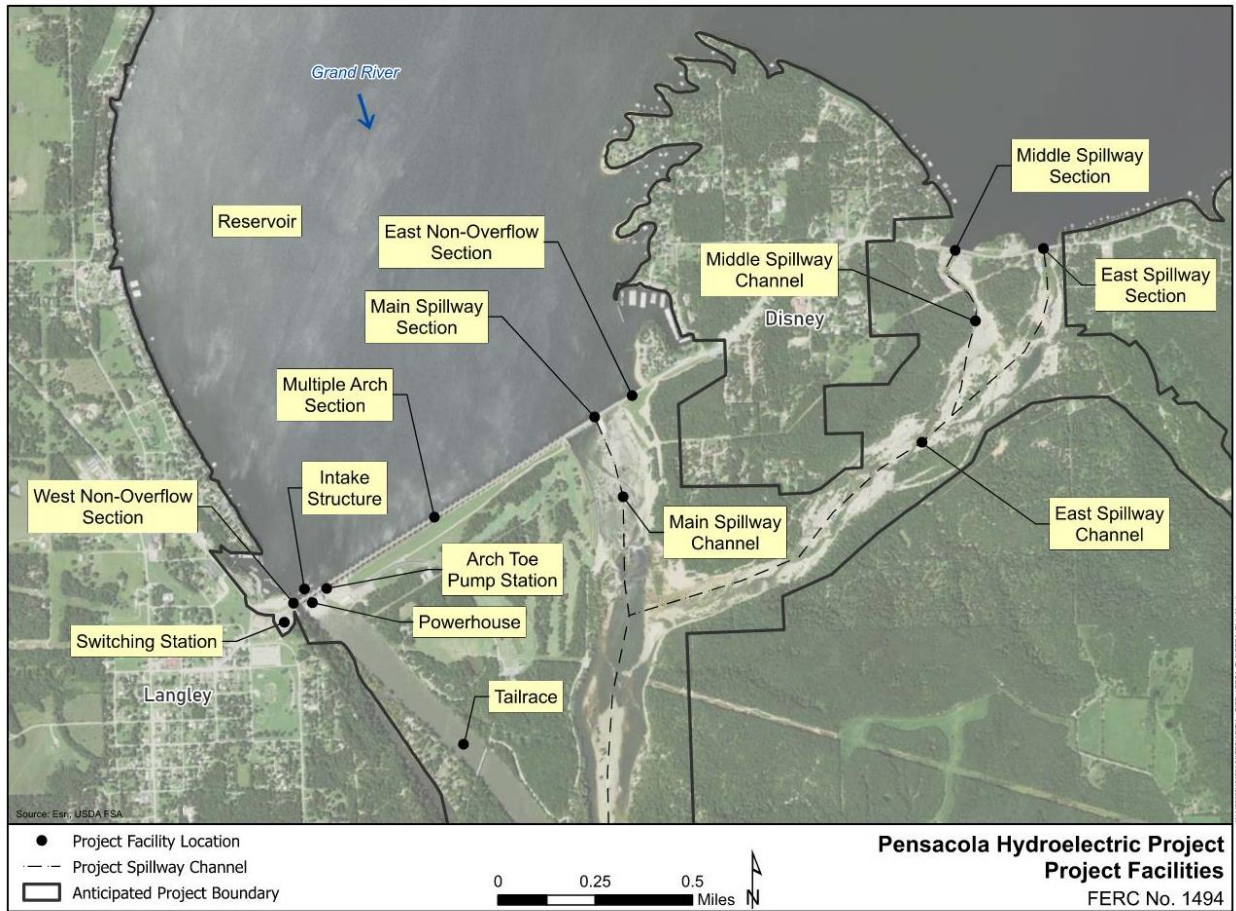 Grand River
Reservoir
Middle Spillway
Section
East Non-Overflow
Section
Middle Spillway
Channel
East Spillway
Section
Main Spillway
Section
Disney
Multiple Arch
Section
Intake
Structure
West Non-Overflow
Section
Main Spillway
Channel
East Spillway
Channel
Arch Toe
Pump Station
Powerhouse
Switching Station
Langley
Tailrace
Source: Esri, USDA FSA
Project Facility Location
Project Spillway Channel
Anticipated Project Boundary
0 0.25 0.5
Miles
N
Pensacola Hydroelectric Project
Project Facilities
FERC No. 1494